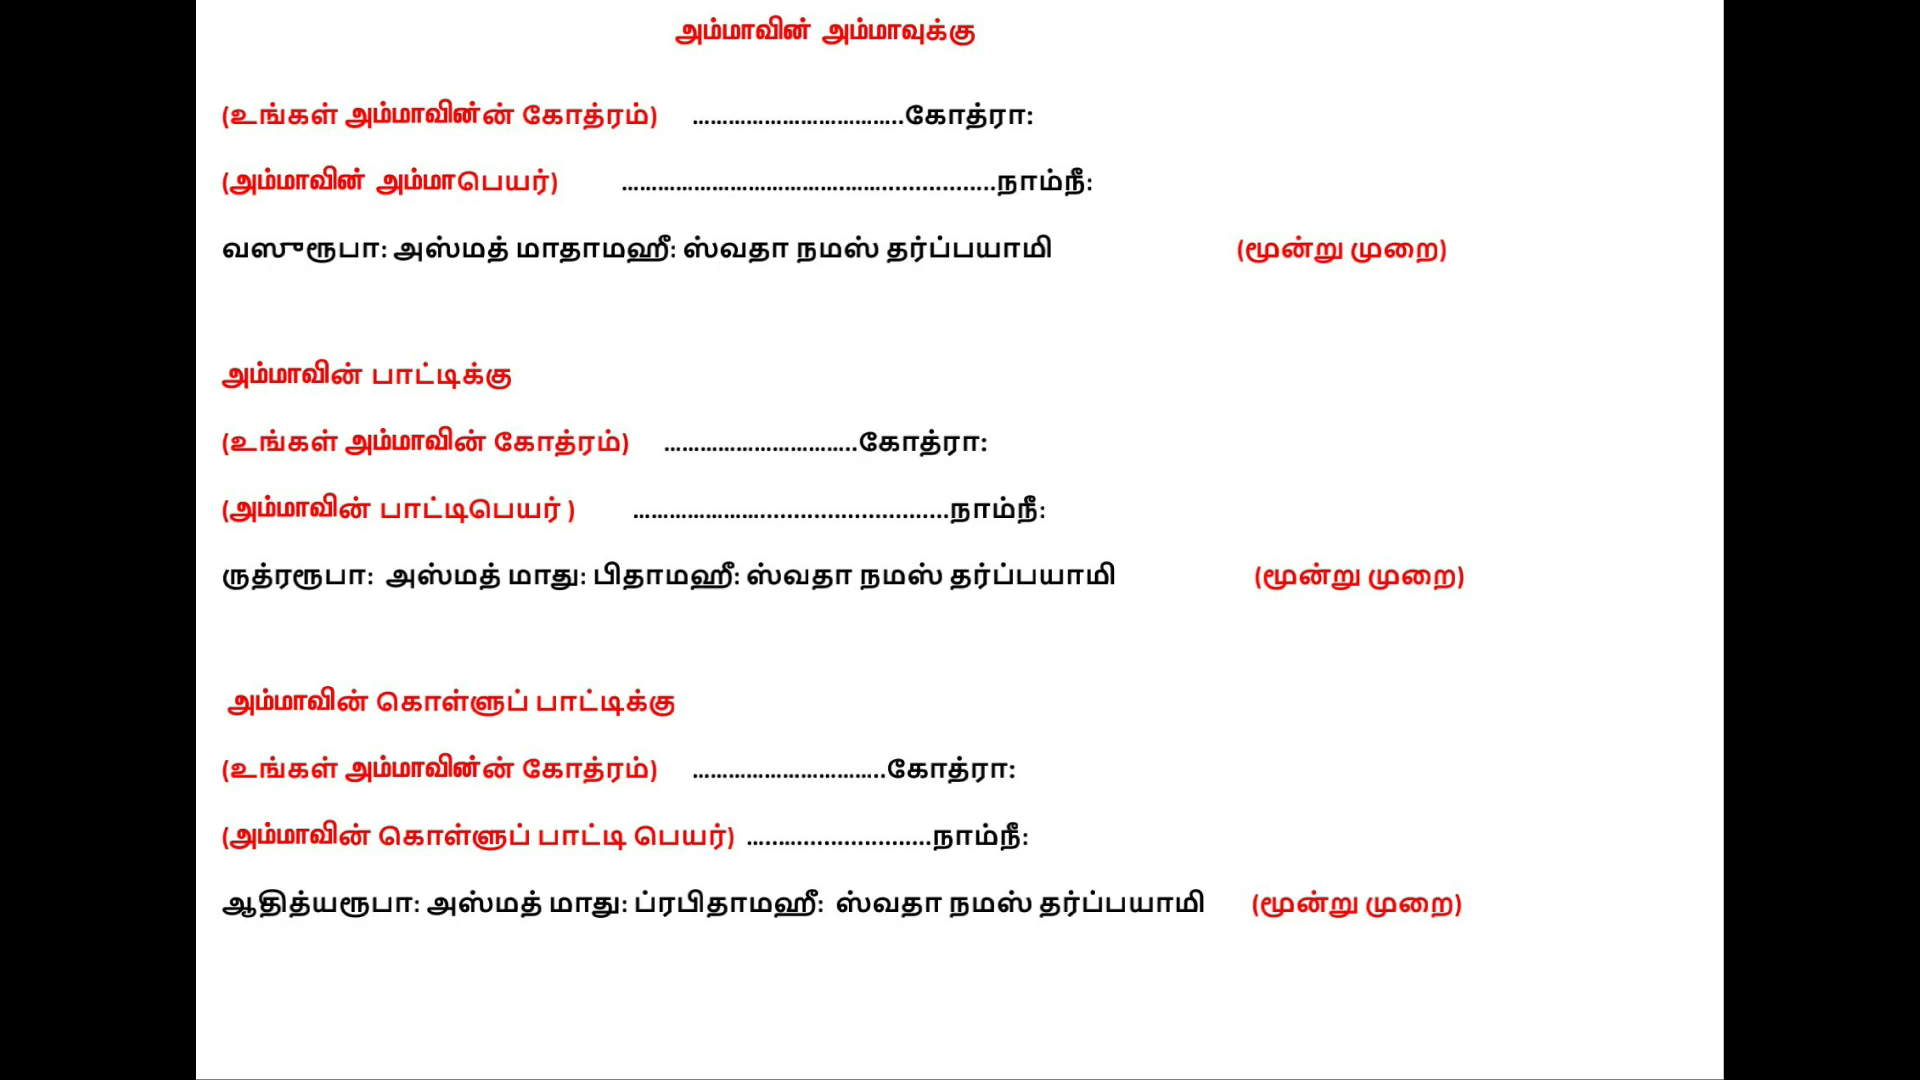 அம்மாவின் அம்மாவுக்கு
(உங்கள் அம்மாவின்ன் கோத்ரம்) ....................................கோத்ரா:
(அம்மாவின் அம்மாபெயர்) ............................................................நாம்நீ:
வஸுரூபா: அஸ்மத் மாதாமஹீ: ஸ்வதா நமஸ் தர்ப்பயாமி (மூன்று முறை)
அம்மாவின் பாட்டிக்கு
(உங்கள் அம்மாவின் கோத்ரம்) ................................கோத்ரா:
(அம்மாவின் பாட்டிபெயர் ) ..................................................நாம்நீ:
ருத்ரரூபா: அஸ்மத் மாது: பிதாமஹீ: ஸ்வதா நமஸ் தர்ப்பயாமி (மூன்று முறை)
அம்மாவின் கொள்ளுப் பாட்டிக்கு
(உங்கள் அம்மாவின்ன் கோத்ரம்) ................................கோத்ரா:
(அம்மாவின் கொள்ளுப் பாட்டி பெயர்) ............................நாம்நீ:
ஆதித்யரூபா: அஸ்மத் மாது: ப்ரபிதாமஹீ: ஸ்வதா நமஸ் தர்ப்பயாமி (மூன்று முறை)